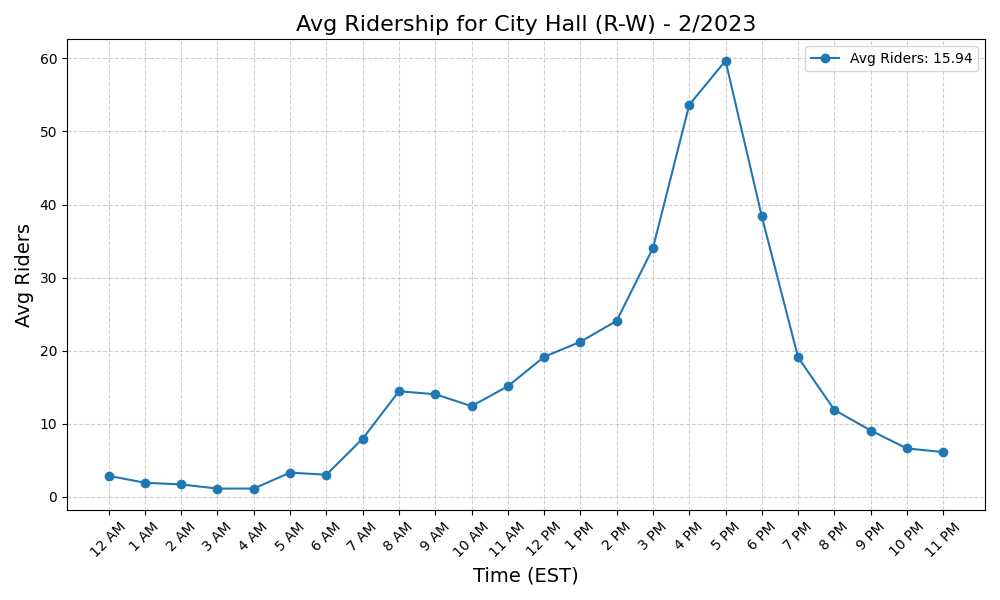 Avg Ridership for City Hall (R-W) - 2/2023
Avg Riders: 15.94
Avg Riders
60
50
40
30
20
10
0
12 AM
1 AM
2 AM
3 AM
4 AM
5 AM
6 AM
7 AM
8 AM
9 AM
10 AM
11 AM
12 PM
1 PM
2 PM
3 PM
4 PM
5 PM
6 PM
7 PM
8 PM
9 PM
10 PM
11 PM
Time (EST)